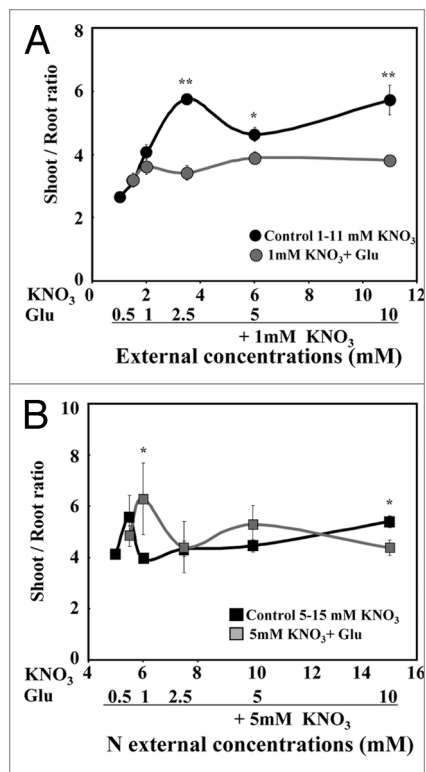 A
8
6
4
2
0
Shoot / Root ratio
**
*
**
Control 1-11 mM KNO3
1mM KNO3+ Glu
KNO3 0 2 4 6 8 10 12
Glu 0.5 1 2.5 5 10
+ 1mM KNO3
External concentrations (mM)
B
10
8
6
4
2
0
Shoot / Root ratio
*
*
Control 5-15 mM KNO3
5mM KNO3+ Glu
KNO3 4 6 8 10 12 14 16
Glu 0.5 1 2.5 5 10
+ 5mM KNO3
N external concentrations (mM)